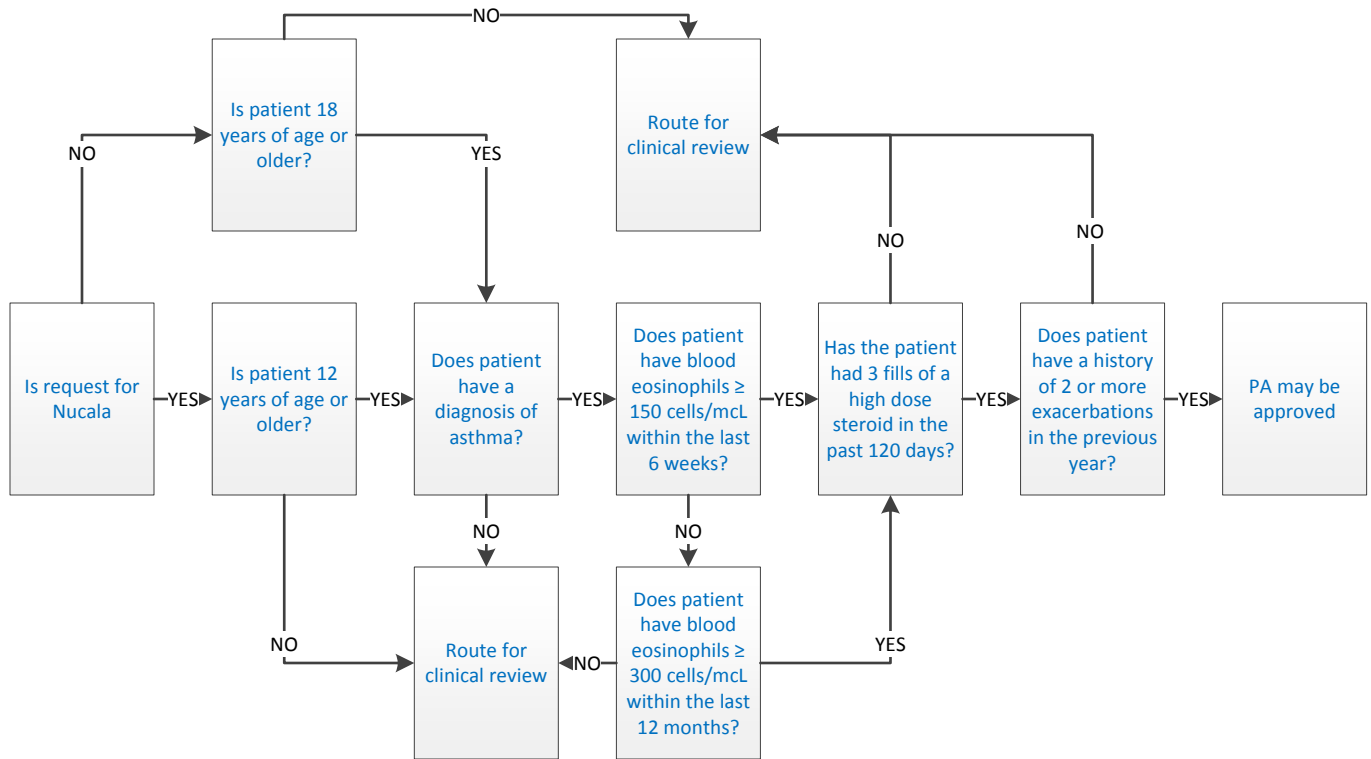 NO
Is patient 18
years of age or
older?
Route for
clinical review
NO
YES
NO
NO
Is request for
Nucala
YES
Is patient 12
years of age or
older?
YES
Does patient
have a
diagnosis of
asthma?
YES
Does patient
have blood
eosinophils ≥
150 cells/mcL
within the last
6 weeks?
YES
Has the patient
had 3 fills of a
high dose
steroid in the
past 120 days?
YES
Does patient
have a history
of 2 or more
exacerbations
in the previous
year?
YES
PA may be
approved
NO
NO
NO
Route for
clinical review
NO
Does patient
have blood
eosinophils ≥
300 cells/mcL
within the last
12 months?
YES